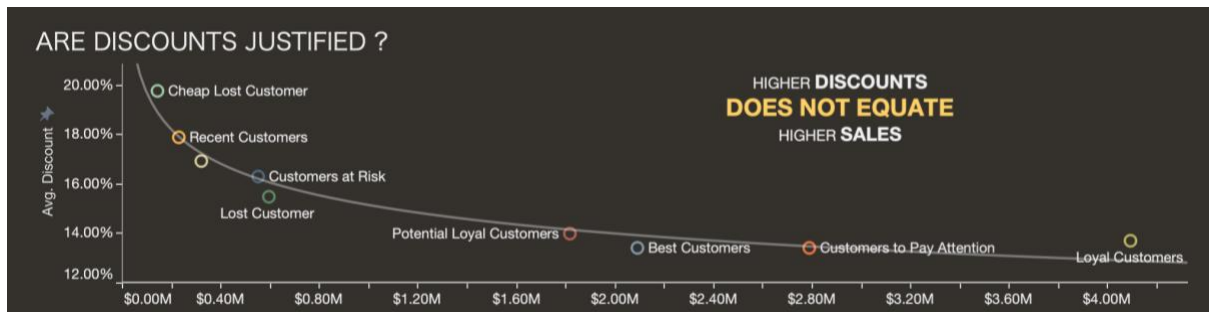 ARE DISCOUNTS JUSTIFIED ?
HIGHER DISCOUNTS
DOES NOT EQUATE
HIGHER SALES
Avg. Discount
20.00%
18.00%
16.00%
14.00%
12.00%
Cheap Lost Customer
Recent Customers
Customers at Risk
Lost Customer
Potential Loyal Customers
Best Customers
Customers to Pay Attention
Loyal Customers
$0.00M $0.40M $0.80M $1.20M $1.60M $2.00M $2.40M $2.80M $3.20M $3.60M $4.00M